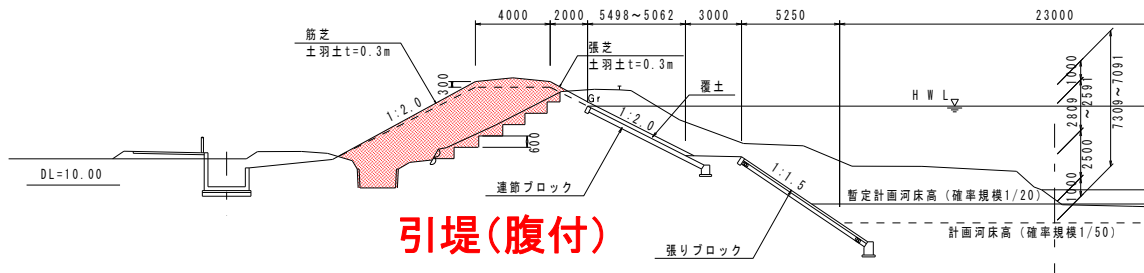 4000
2000
5498～5062
3000
5250
23000
筋芝
土羽土t=0.3m
張芝
土羽土t=0.3m
覆土
300
1:2.0
Gr
1:2.0
HWL
1000
2809～2591
7309～7091
2500
1000
600
DL=10.00
連節ブロック
1:1.5
暫定計画河床高(確率規模1/20)
計画河床高(確率規模1/50)
引堤(腹付)
張りブロック